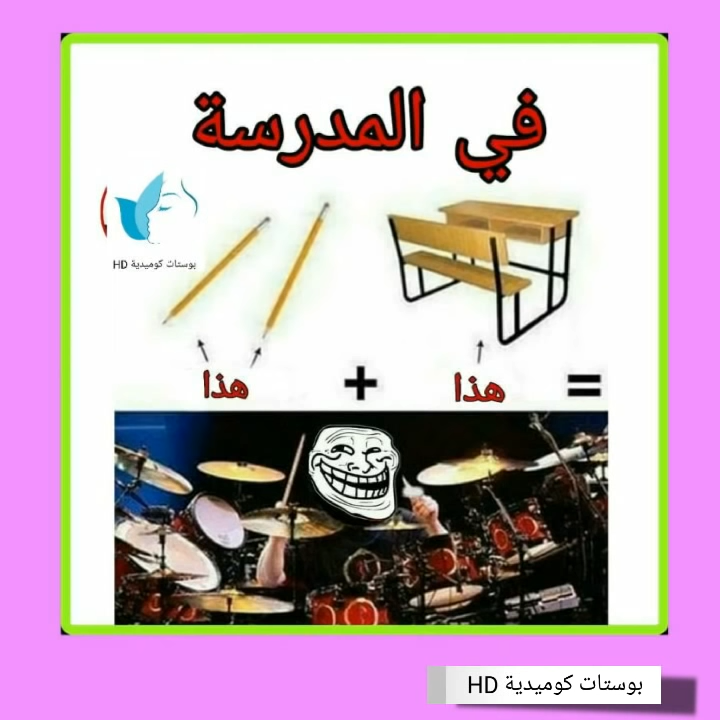 في المدرسة
بوستات كوميدية HD
هذا + هذا =
بوستات كوميدية HD